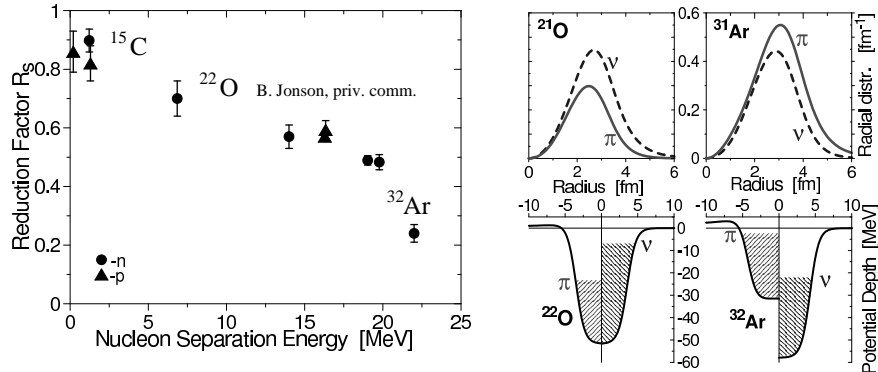 Reduction Factor R_S
1
0.8
0.6
0.4
0.2
0
¹⁵C
²²O B. Jonson, priv. comm.
³²Ar
-n
-p
0 5 10 15 20 25
Nucleon Separation Energy [MeV]
²¹O
ν
π
0 2 4 6
Radius [fm]
³¹Ar
π
ν
0.6
0.4
0.2
0
Radial distr. [fm⁻¹]
0 2 4 6
Radius [fm]
-10 -5 0 5 10
π
ν
²²O
-10 -5 0 5 10
π
ν
³²Ar
0
-10
-20
-30
-40
-50
-60
Potential Depth [MeV]